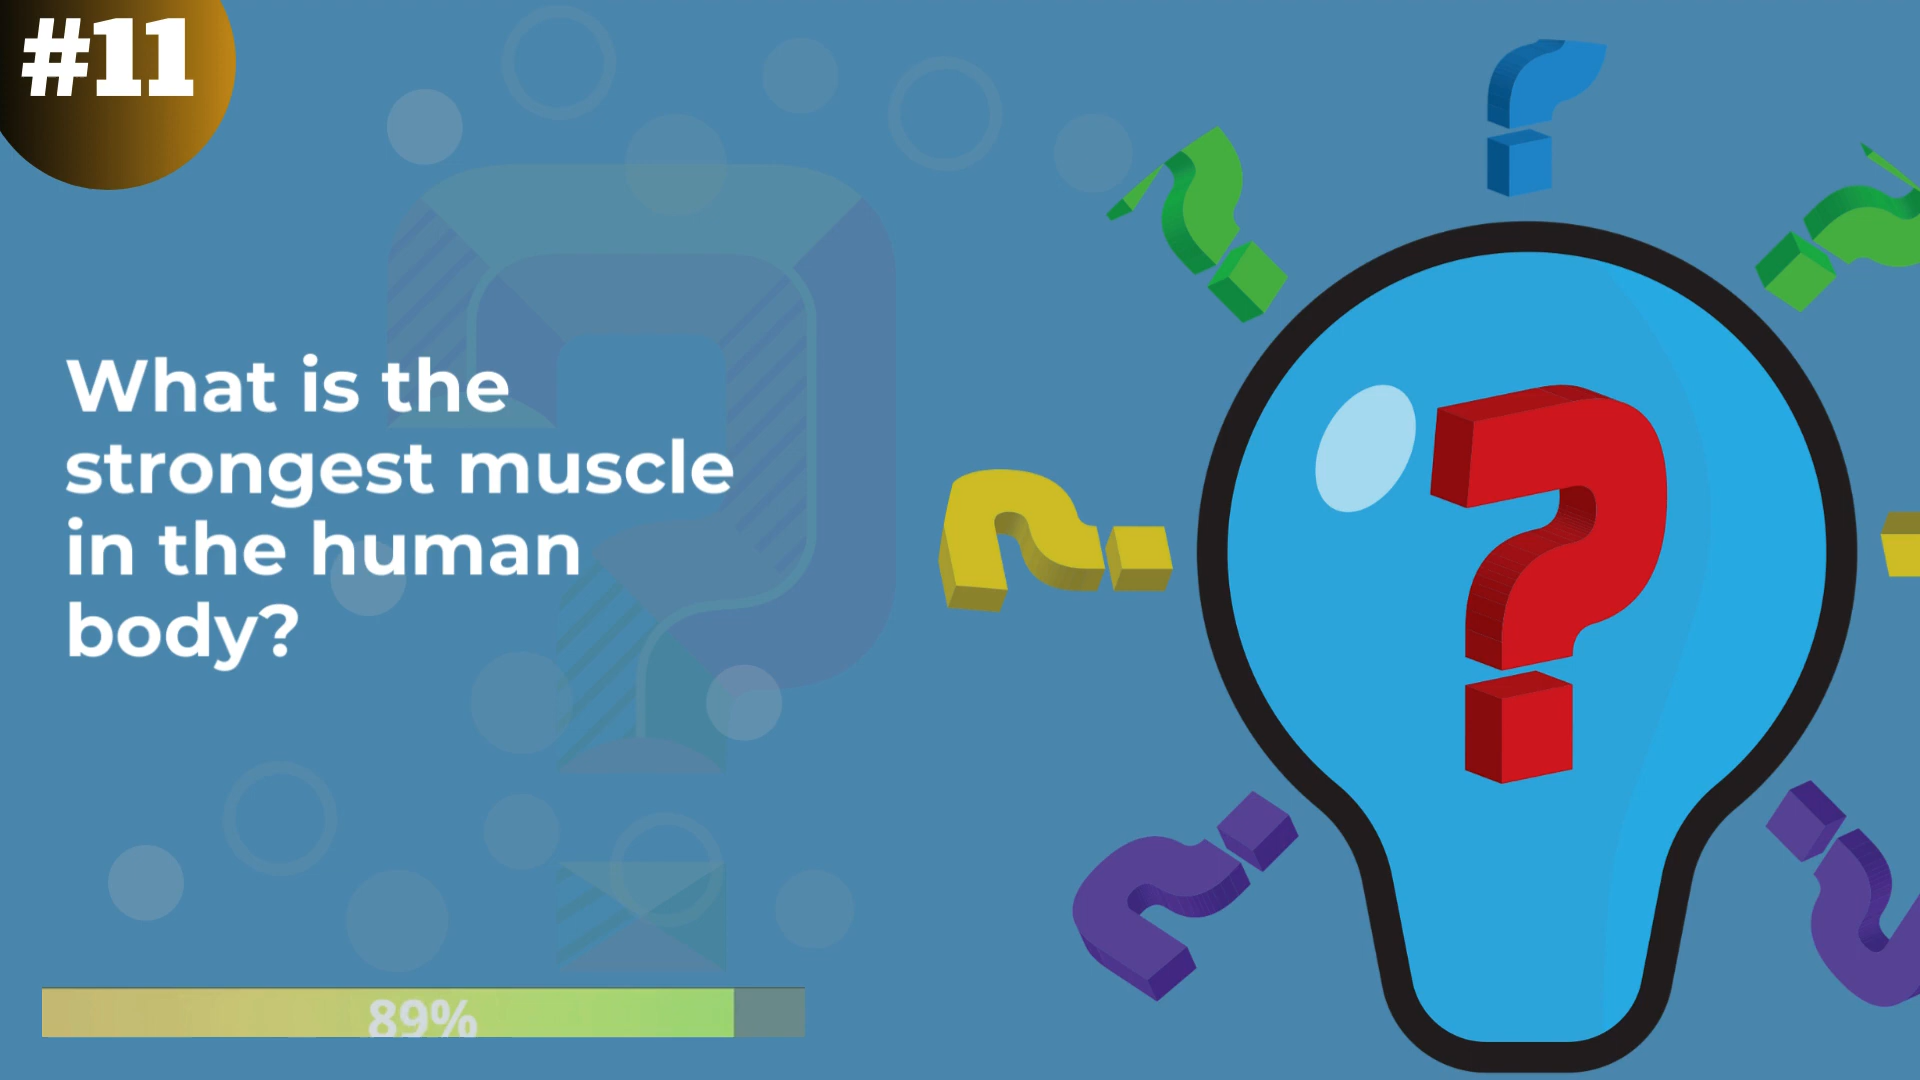 #11
What is the
strongest muscle
in the human
body?
89%